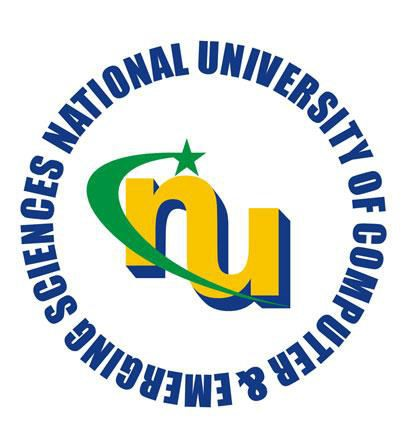 NATIONAL UNIVERSITY OF COMPUTER & EMERGING SCIENCES
nu